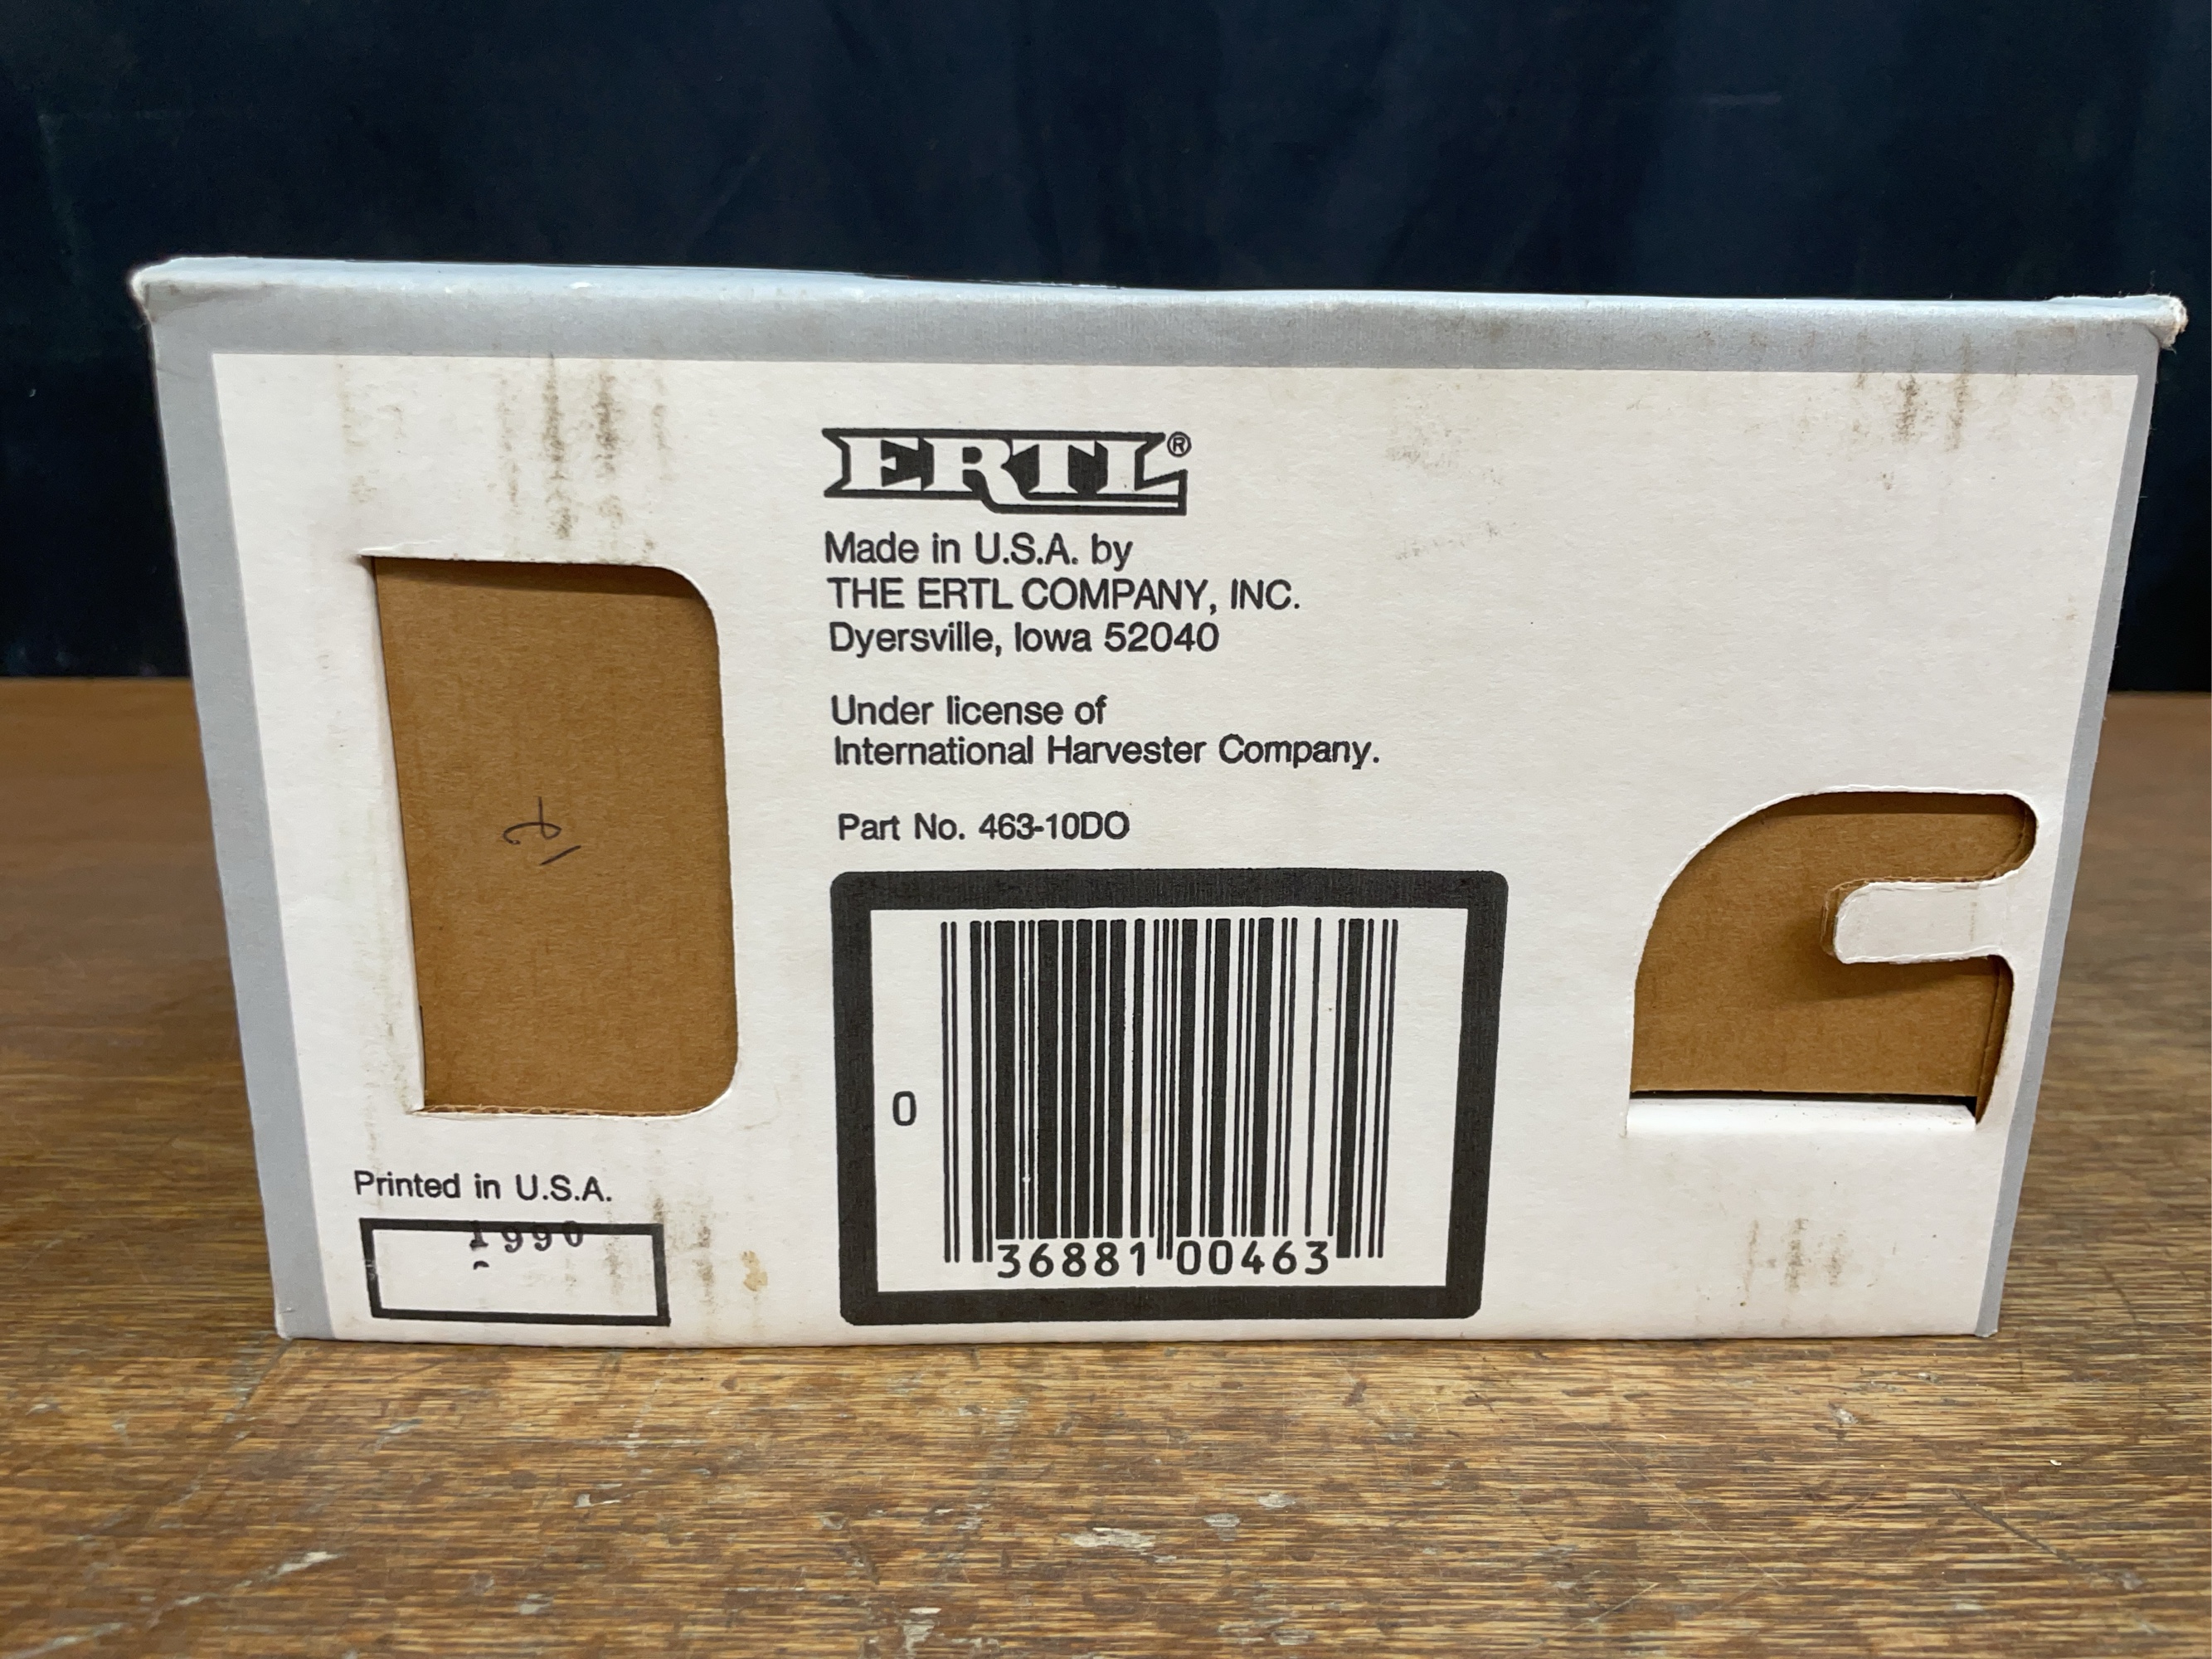 ERTL®
Made in U.S.A. by
THE ERTL COMPANY, INC.
Dyersville, Iowa 52040
Under license of
International Harvester Company.
Part No. 463-10DO
0 36881 00463
Printed in U.S.A.
1990